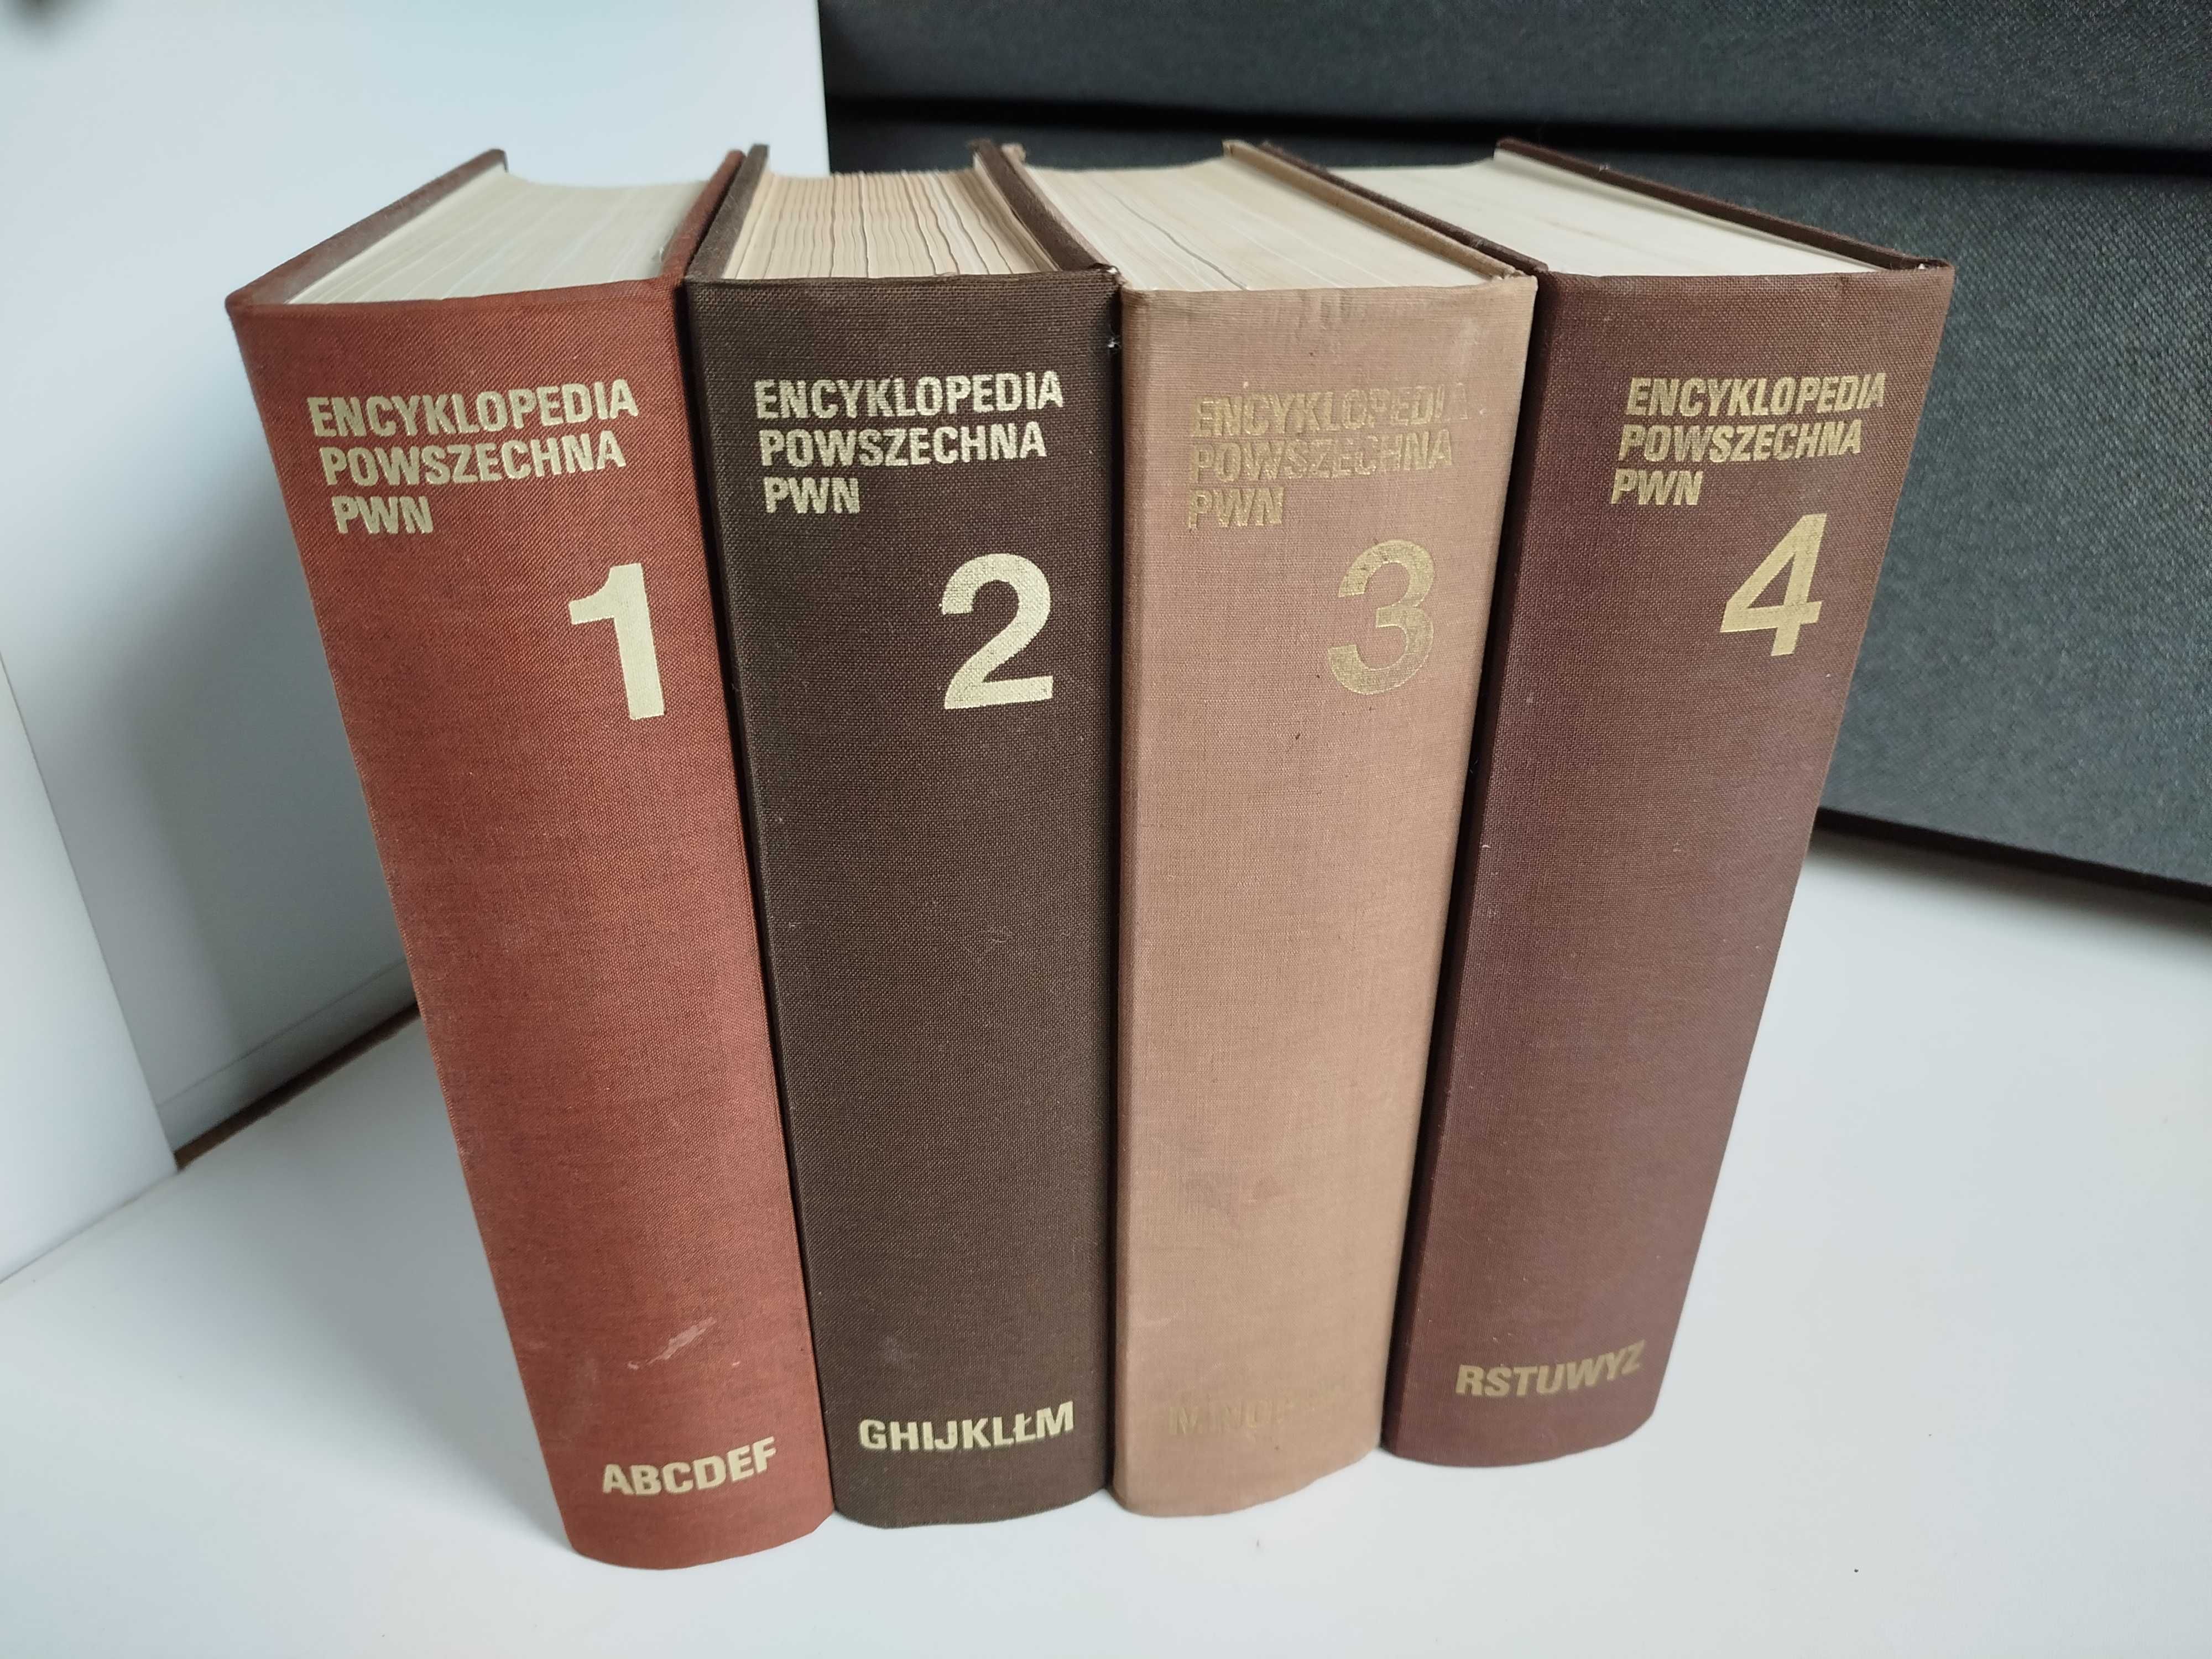 ENCYKLOPEDIA
POWSZECHNA
PWN
1
ABCDEF
ENCYKLOPEDIA
POWSZECHNA
PWN
2
GHIJKLŁM
ENCYKLOPEDIA
POWSZECHNA
PWN
3
ENCYKLOPEDIA
POWSZECHNA
PWN
4
RSTUWYZ